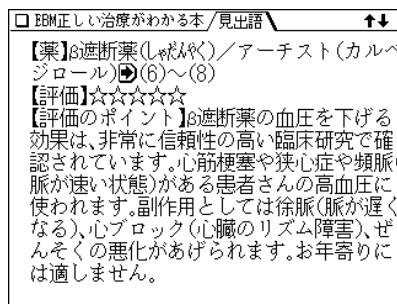 □ EBM正しい治療がわかる本/見出語 ↑↓
【薬】β遮断薬(しゃだんやく)／アーチスト(カルベ
ジロール)➡(6)～(8)
【評価】☆☆☆☆☆
【評価のポイント】β遮断薬の血圧を下げる
効果は、非常に信頼性の高い臨床研究で確
認されています。心筋梗塞や狭心症や頻脈(
脈が速い状態)がある患者さんの高血圧に
使われます。副作用としては徐脈(脈が遅く
なる)、心ブロック(心臓のリズム障害)、ぜ
んそくの悪化があげられます。お年寄りに
は適しません。